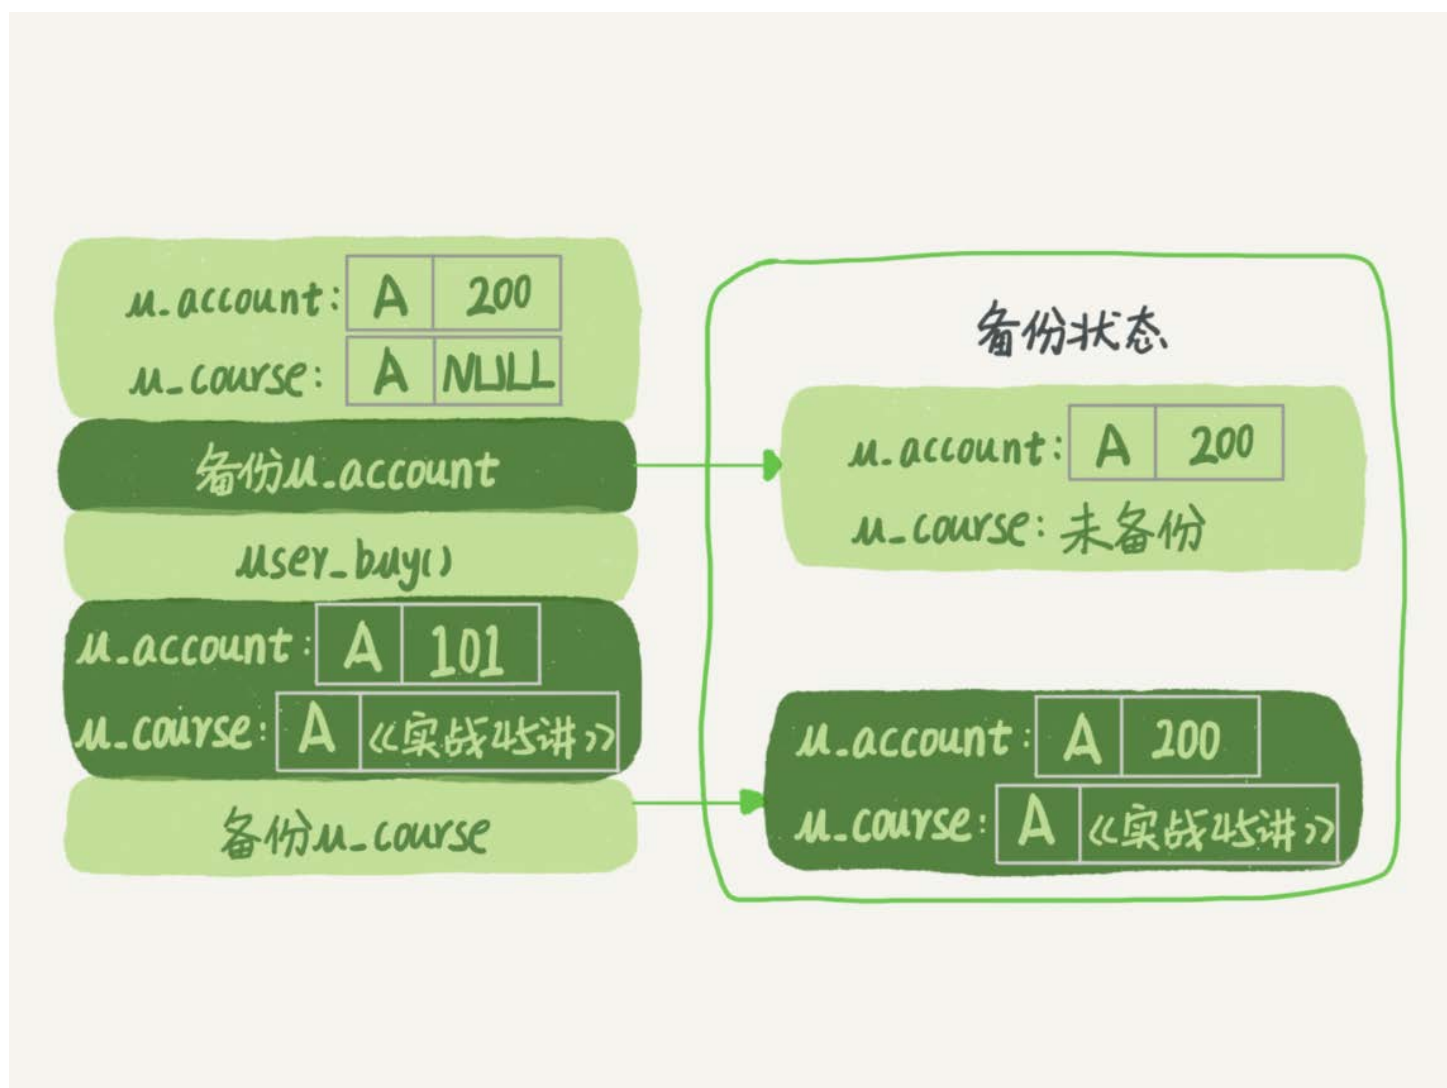 u_account: A 200
u_course: A NULL
备份u_account
user_buy()
u_account: A 101
u_course: A 《实战45讲》
备份u_course
备份状态
u_account: A 200
u_course: 未备份
u_account: A 200
u_course: A 《实战45讲》